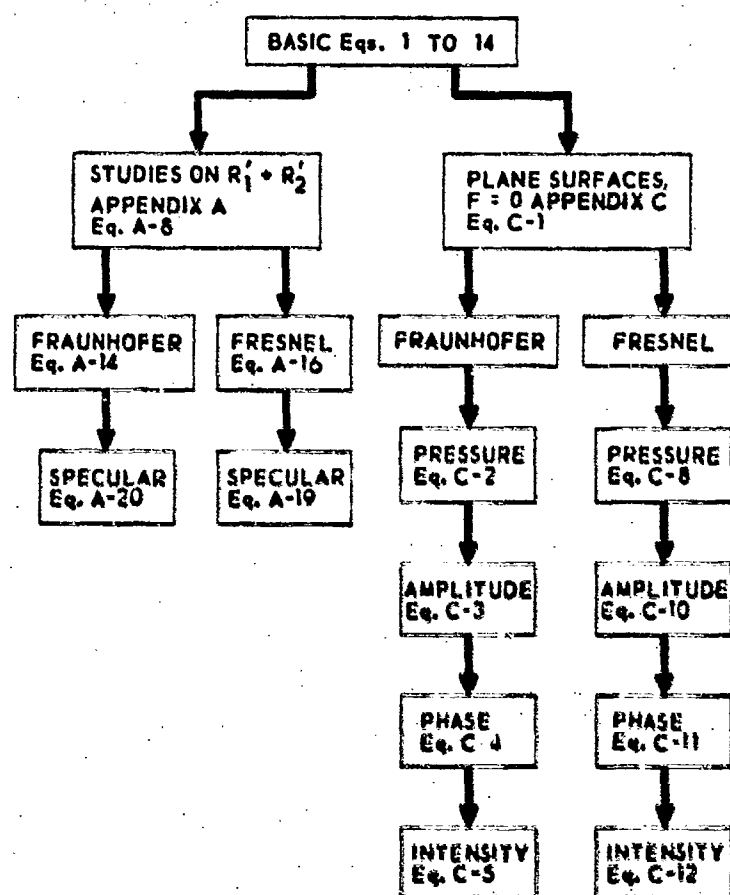 BASIC Eqs. 1 TO 14
STUDIES ON R₁′ + R₂′
APPENDIX A
Eq. A-8
PLANE SURFACES,
F = 0 APPENDIX C
Eq. C-1
FRAUNHOFER
Eq. A-14
FRESNEL
Eq. A-16
FRAUNHOFER
FRESNEL
SPECULAR
Eq. A-20
SPECULAR
Eq. A-19
PRESSURE
Eq. C-2
PRESSURE
Eq. C-8
AMPLITUDE
Eq. C-3
AMPLITUDE
Eq. C-10
PHASE
Eq. C-4
PHASE
Eq. C-11
INTENSITY
Eq. C-5
INTENSITY
Eq. C-12